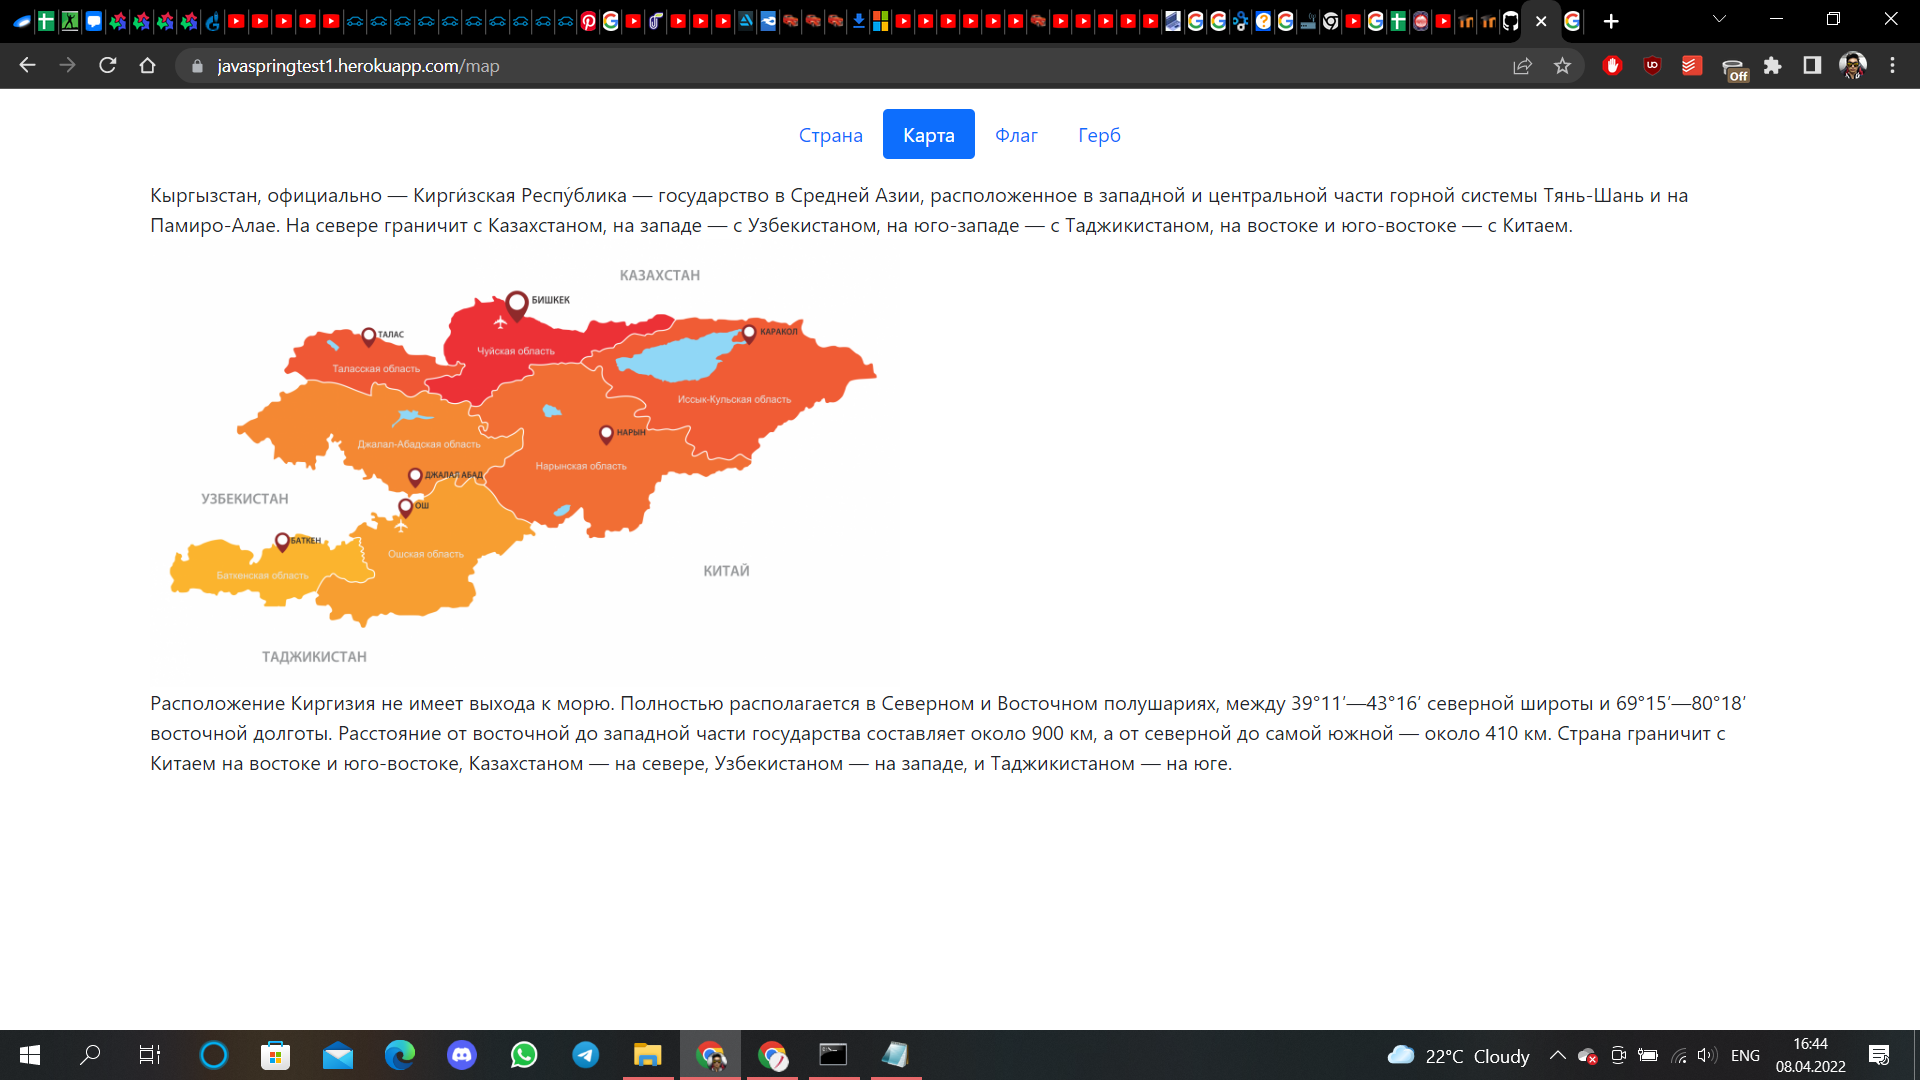 javaspringtest1.herokuapp.com/map
Off
Страна Карта Флаг Герб
Кыргызстан, официально — Кирги́зская Респу́блика — государство в Средней Азии, расположенное в западной и центральной части горной системы Тянь-Шань и на
Памиро-Алае. На севере граничит с Казахстаном, на западе — с Узбекистаном, на юго-западе — с Таджикистаном, на востоке и юго-востоке — с Китаем.
КАЗАХСТАН
БИШКЕК
ТАЛАС
КАРАКОЛ
Чуйская область
Таласская область
Иссык-Кульская область
НАРЫН
Джалал-Абадская область
Нарынская область
ДЖАЛАЛ АБАД
УЗБЕКИСТАН
ОШ
БАТКЕН
Ошская область
КИТАЙ
Баткенская область
ТАДЖИКИСТАН
Расположение Киргизия не имеет выхода к морю. Полностью располагается в Северном и Восточном полушариях, между 39°11′—43°16′ северной широты и 69°15′—80°18′
восточной долготы. Расстояние от восточной до западной части государства составляет около 900 км, а от северной до самой южной — около 410 км. Страна граничит с
Китаем на востоке и юго-востоке, Казахстаном — на севере, Узбекистаном — на западе, и Таджикистаном — на юге.
22°C Cloudy
ENG
16:44
08.04.2022